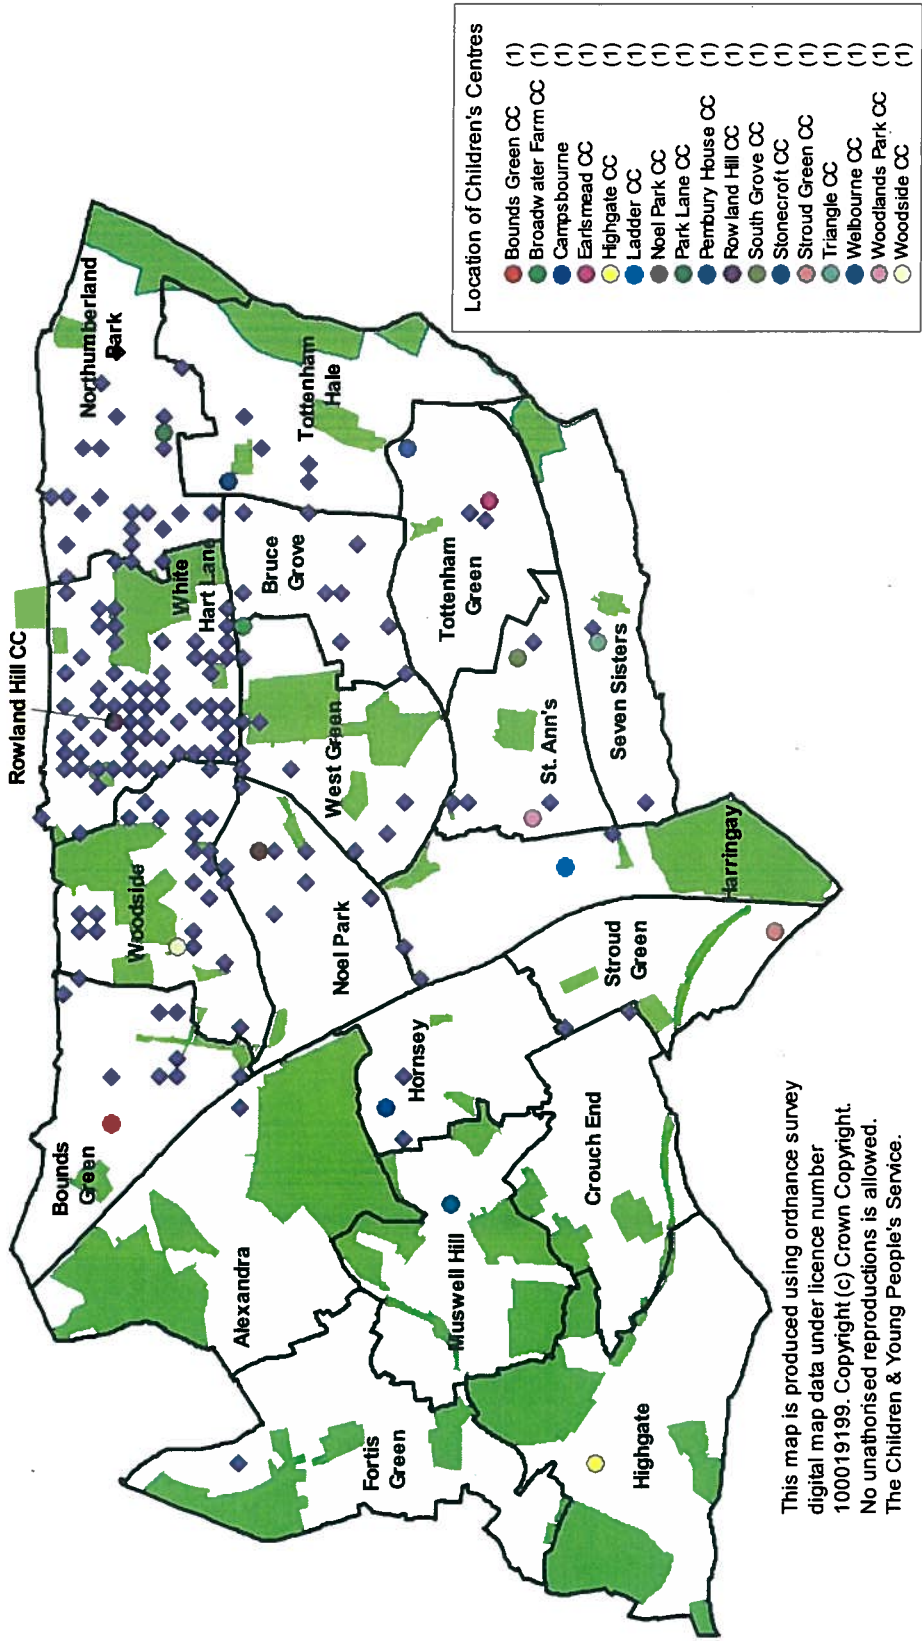 Rowland Hill CC
Northumberland
Park
White
Hart Lane
Tottenham
Hale
Bruce
Grove
Woodside
West Green
Tottenham
Green
Bounds
Green
Noel Park
St. Ann's
Seven Sisters
Alexandra
Hornsey
Stroud
Green
Harringay
Muswell Hill
Crouch End
Fortis
Green
Highgate
Location of Children's Centres
Bounds Green CC (1)
Broadwater Farm CC (1)
Campsbourne (1)
Earlsmead CC (1)
Highgate CC (1)
Ladder CC (1)
Noel Park CC (1)
Park Lane CC (1)
Pembury House CC (1)
Rowland Hill CC (1)
South Grove CC (1)
Stonecroft CC (1)
Stroud Green CC (1)
Triangle CC (1)
Welbourne CC (1)
Woodlands Park CC (1)
Woodside CC (1)
This map is produced using ordnance survey
digital map data under licence number
100019199. Copyright (c) Crown Copyright.
No unathorised reproductions is allowed.
The Children & Young People's Service.